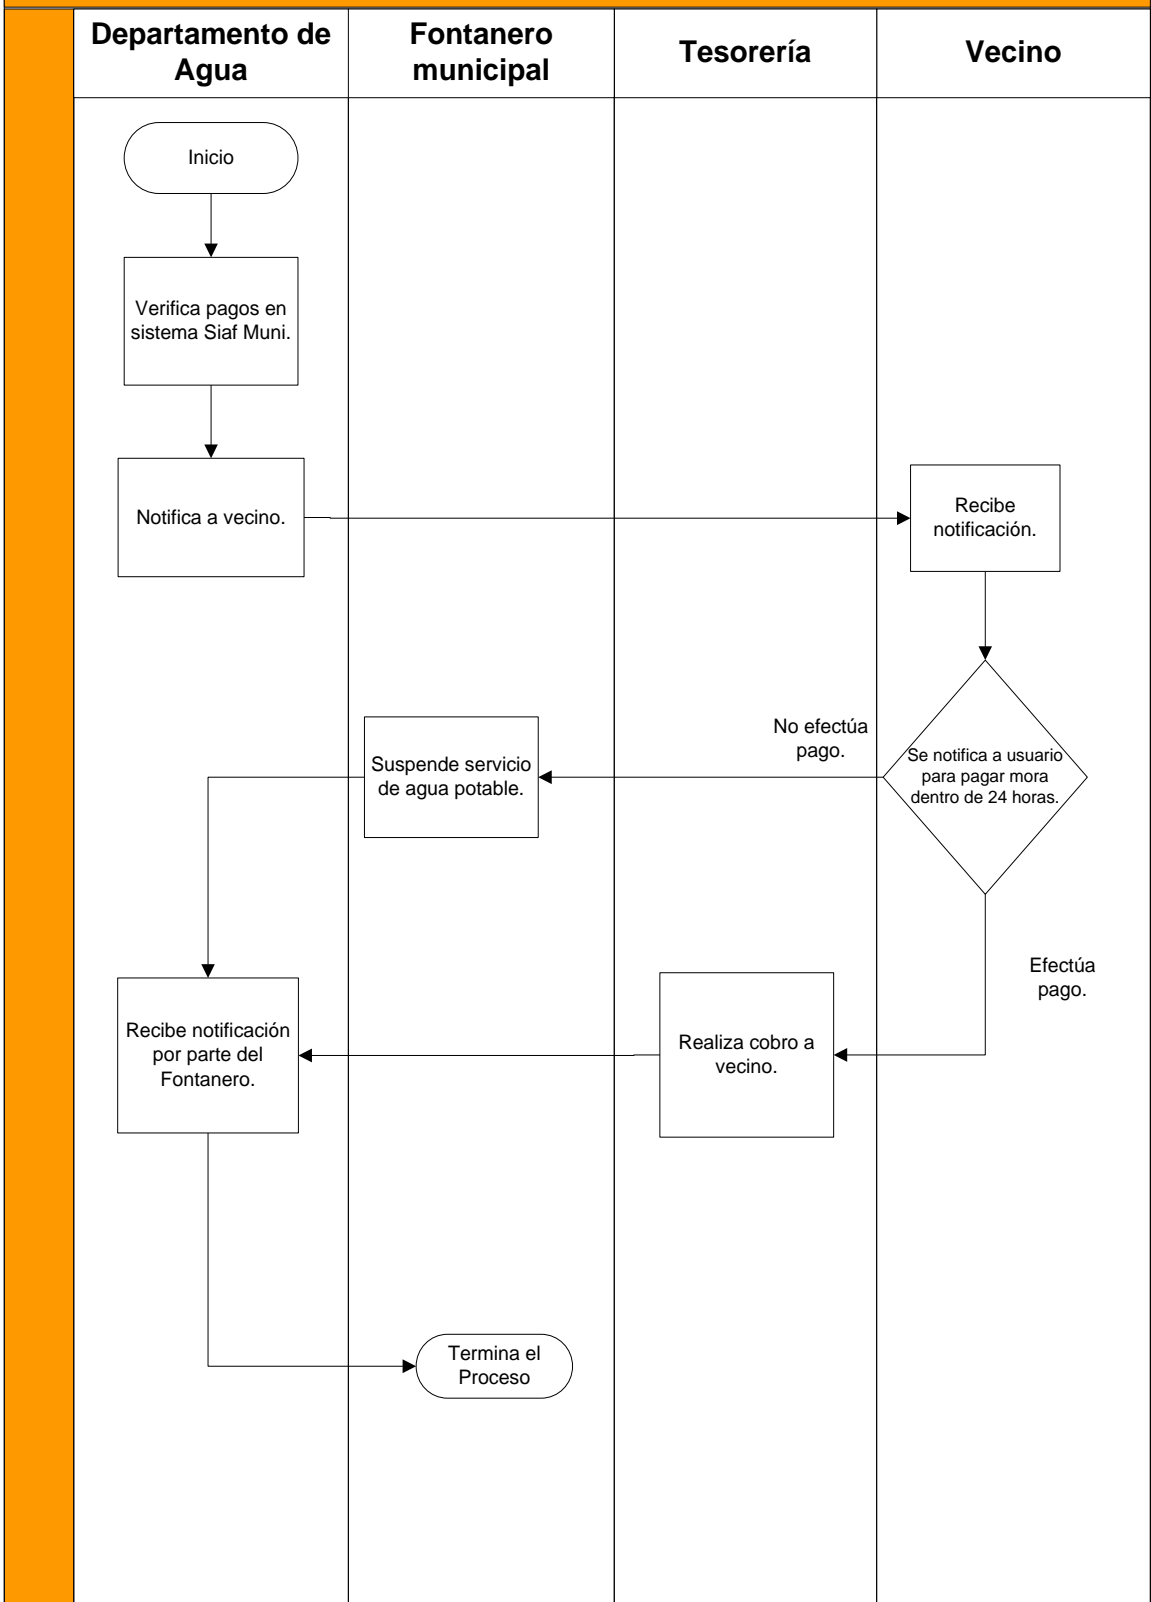 Departamento de
Agua
Fontanero
municipal
Tesorería
Vecino
Inicio
Verifica pagos en
sistema Siaf Muni.
Notifica a vecino.
Recibe
notificación.
No efectúa
pago.
Suspende servicio
de agua potable.
Se notifica a usuario
para pagar mora
dentro de 24 horas.
Efectúa
pago.
Recibe notificación
por parte del
Fontanero.
Realiza cobro a
vecino.
Termina el
Proceso